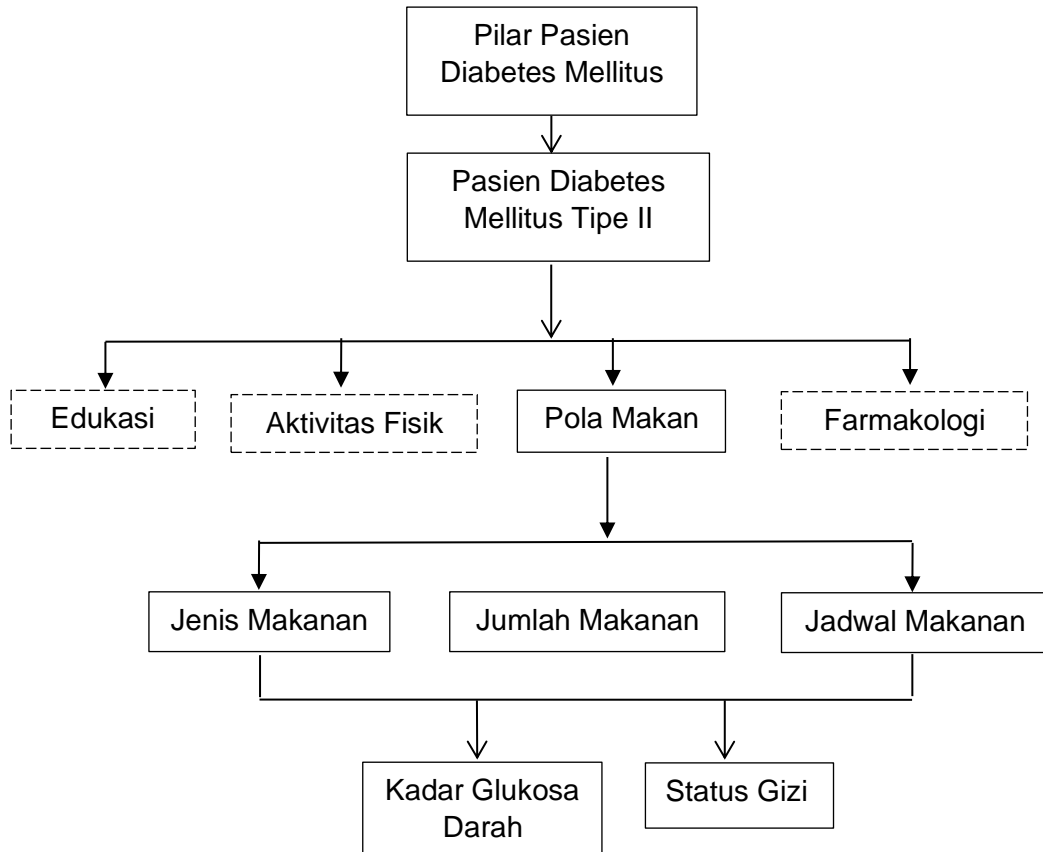 Pilar Pasien
Diabetes Mellitus
Pasien Diabetes
Mellitus Tipe II
Edukasi
Aktivitas Fisik
Pola Makan
Farmakologi
Jenis Makanan
Jumlah Makanan
Jadwal Makanan
Kadar Glukosa
Darah
Status Gizi